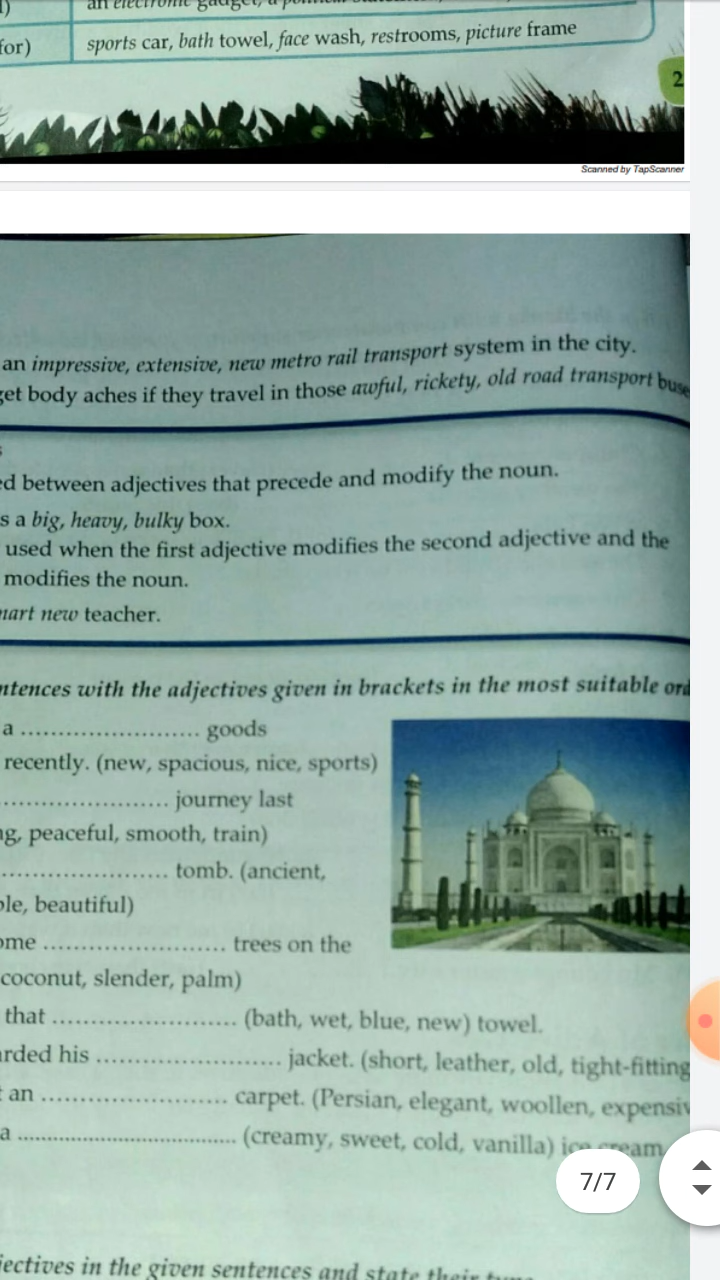 an electronic gadget, a
for)
sports car, bath towel, face wash, restrooms, picture frame
2
Scanned by TapScanner
an impressive, extensive, new metro rail transport system in the city.
get body aches if they travel in those awful, rickety, old road transport buse
ed between adjectives that precede and modify the noun.
s a big, heavy, bulky box.
used when the first adjective modifies the second adjective and the
modifies the noun.
mart new teacher.
ntences with the adjectives given in brackets in the most suitable ord
a ........................ goods
recently. (new, spacious, nice, sports)
...................... journey last
ng, peaceful, smooth, train)
...................... tomb. (ancient,
ble, beautiful)
ome ........................ trees on the
coconut, slender, palm)
that ........................ (bath, wet, blue, new) towel.
arded his ........................ jacket. (short, leather, old, tight-fitting
t an ........................ carpet. (Persian, elegant, woollen, expensiv
a .................................... (creamy, sweet, cold, vanilla) ice cream
7/7
jectives in the given sentences and state their